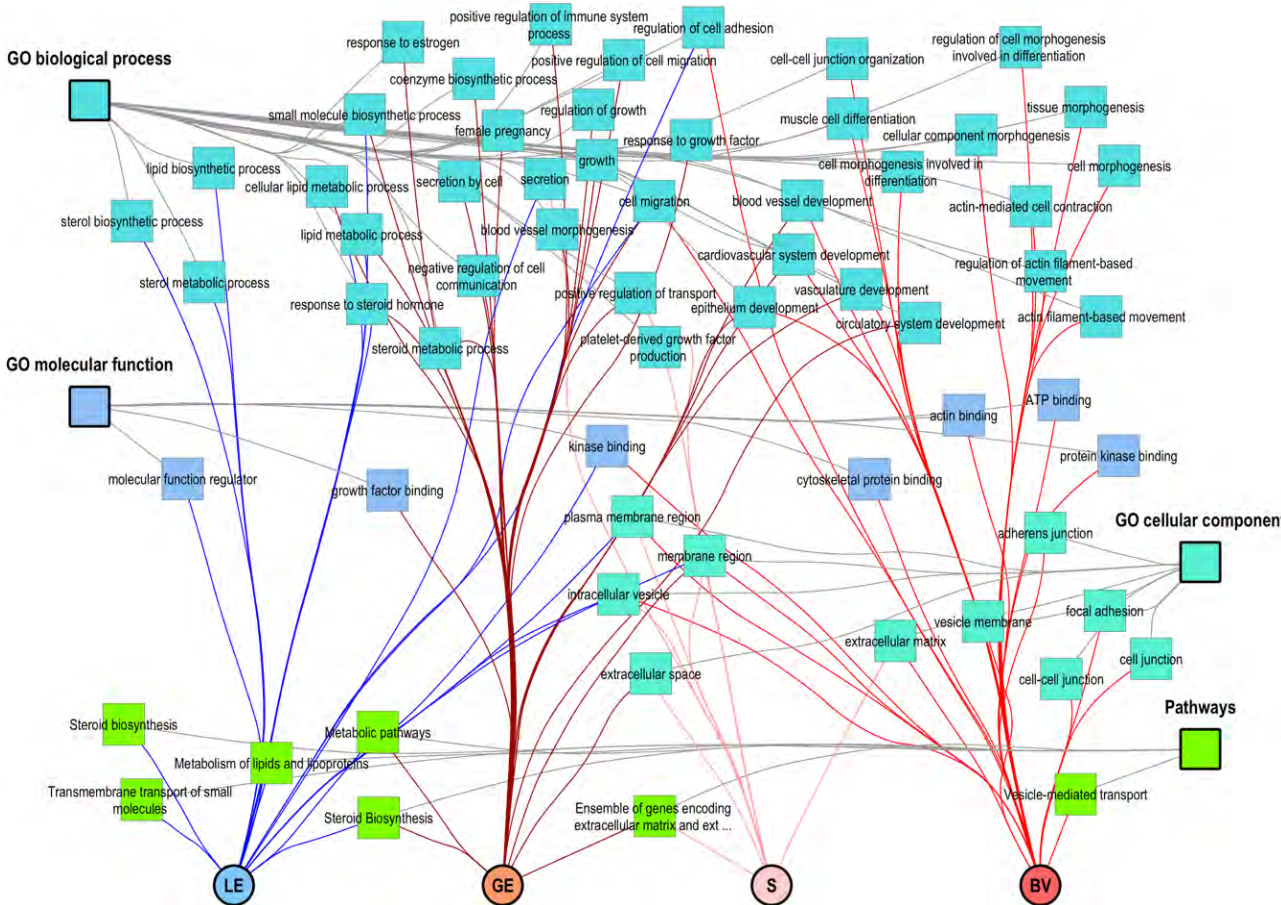 positive regulation of immune system
process
regulation of cell adhesion
regulation of cell morphogenesis
involved in differentiation
response to estrogen
GO biological process
positive regulation of cell migration
cell-cell junction organization
coenzyme biosynthetic process
tissue morphogenesis
small molecule biosynthetic process
regulation of growth
muscle cell differentiation
female pregnancy
cellular component morphogenesis
response to growth factor
growth
lipid biosynthetic process
cell morphogenesis involved in
differentiation
cell morphogenesis
cellular lipid metabolic process
secretion by cell
secretion
cell migration
blood vessel development
actin-mediated cell contraction
sterol biosynthetic process
lipid metabolic process
blood vessel morphogenesis
cardiovascular system development
regulation of actin filament-based
movement
negative regulation of cell
communication
sterol metabolic process
vasculature development
response to steroid hormone
positive regulation of transport
epithelium development
circulatory system development
actin filament-based movement
platelet-derived growth factor
production
steroid metabolic process
GO molecular function
ATP binding
actin binding
kinase binding
protein kinase binding
molecular function regulator
growth factor binding
cytoskeletal protein binding
plasma membrane region
GO cellular component
adherens junction
membrane region
intracellular vesicle
focal adhesion
vesicle membrane
extracellular matrix
cell junction
extracellular space
cell-cell junction
Pathways
Steroid biosynthesis
Metabolic pathways
Metabolism of lipids and lipoproteins
Transmembrane transport of small
molecules
Vesicle-mediated transport
Steroid Biosynthesis
Ensemble of genes encoding
extracellular matrix and ext ...
LE
GE
S
BV